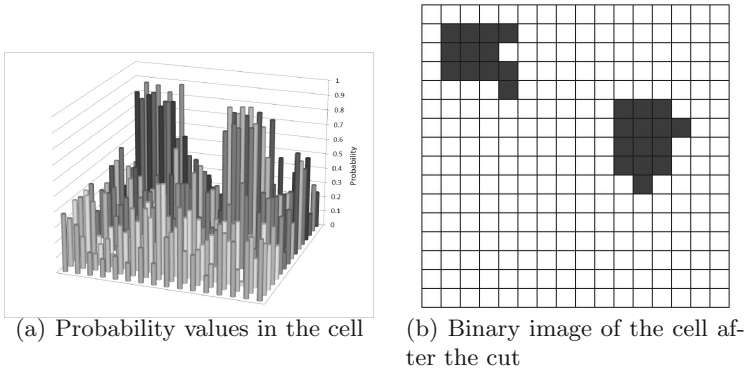 1
0.9
0.8
0.7
0.6
0.5
0.4
0.3
0.2
0.1
0
Probability
(a) Probability values in the cell
(b) Binary image of the cell af-
ter the cut